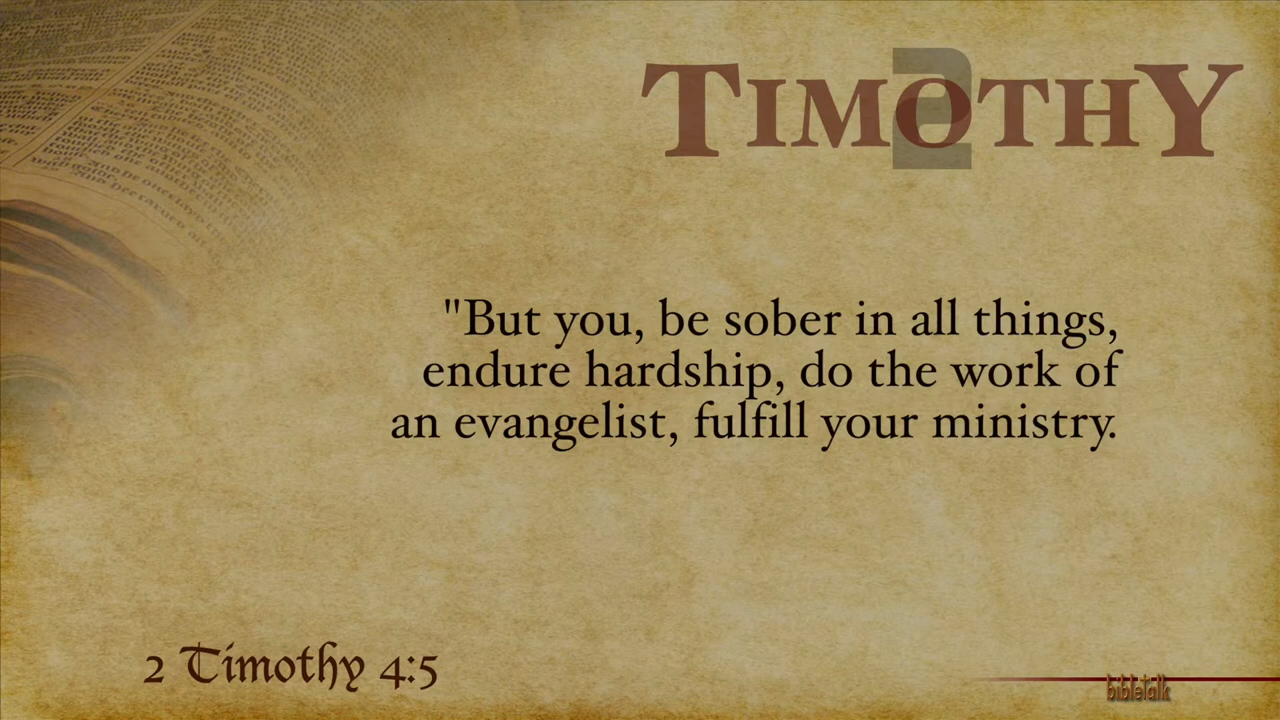 TIMOTHY
2
"But you, be sober in all things,
endure hardship, do the work of
an evangelist, fulfill your ministry.
2 Timothy 4:5
bibletalk